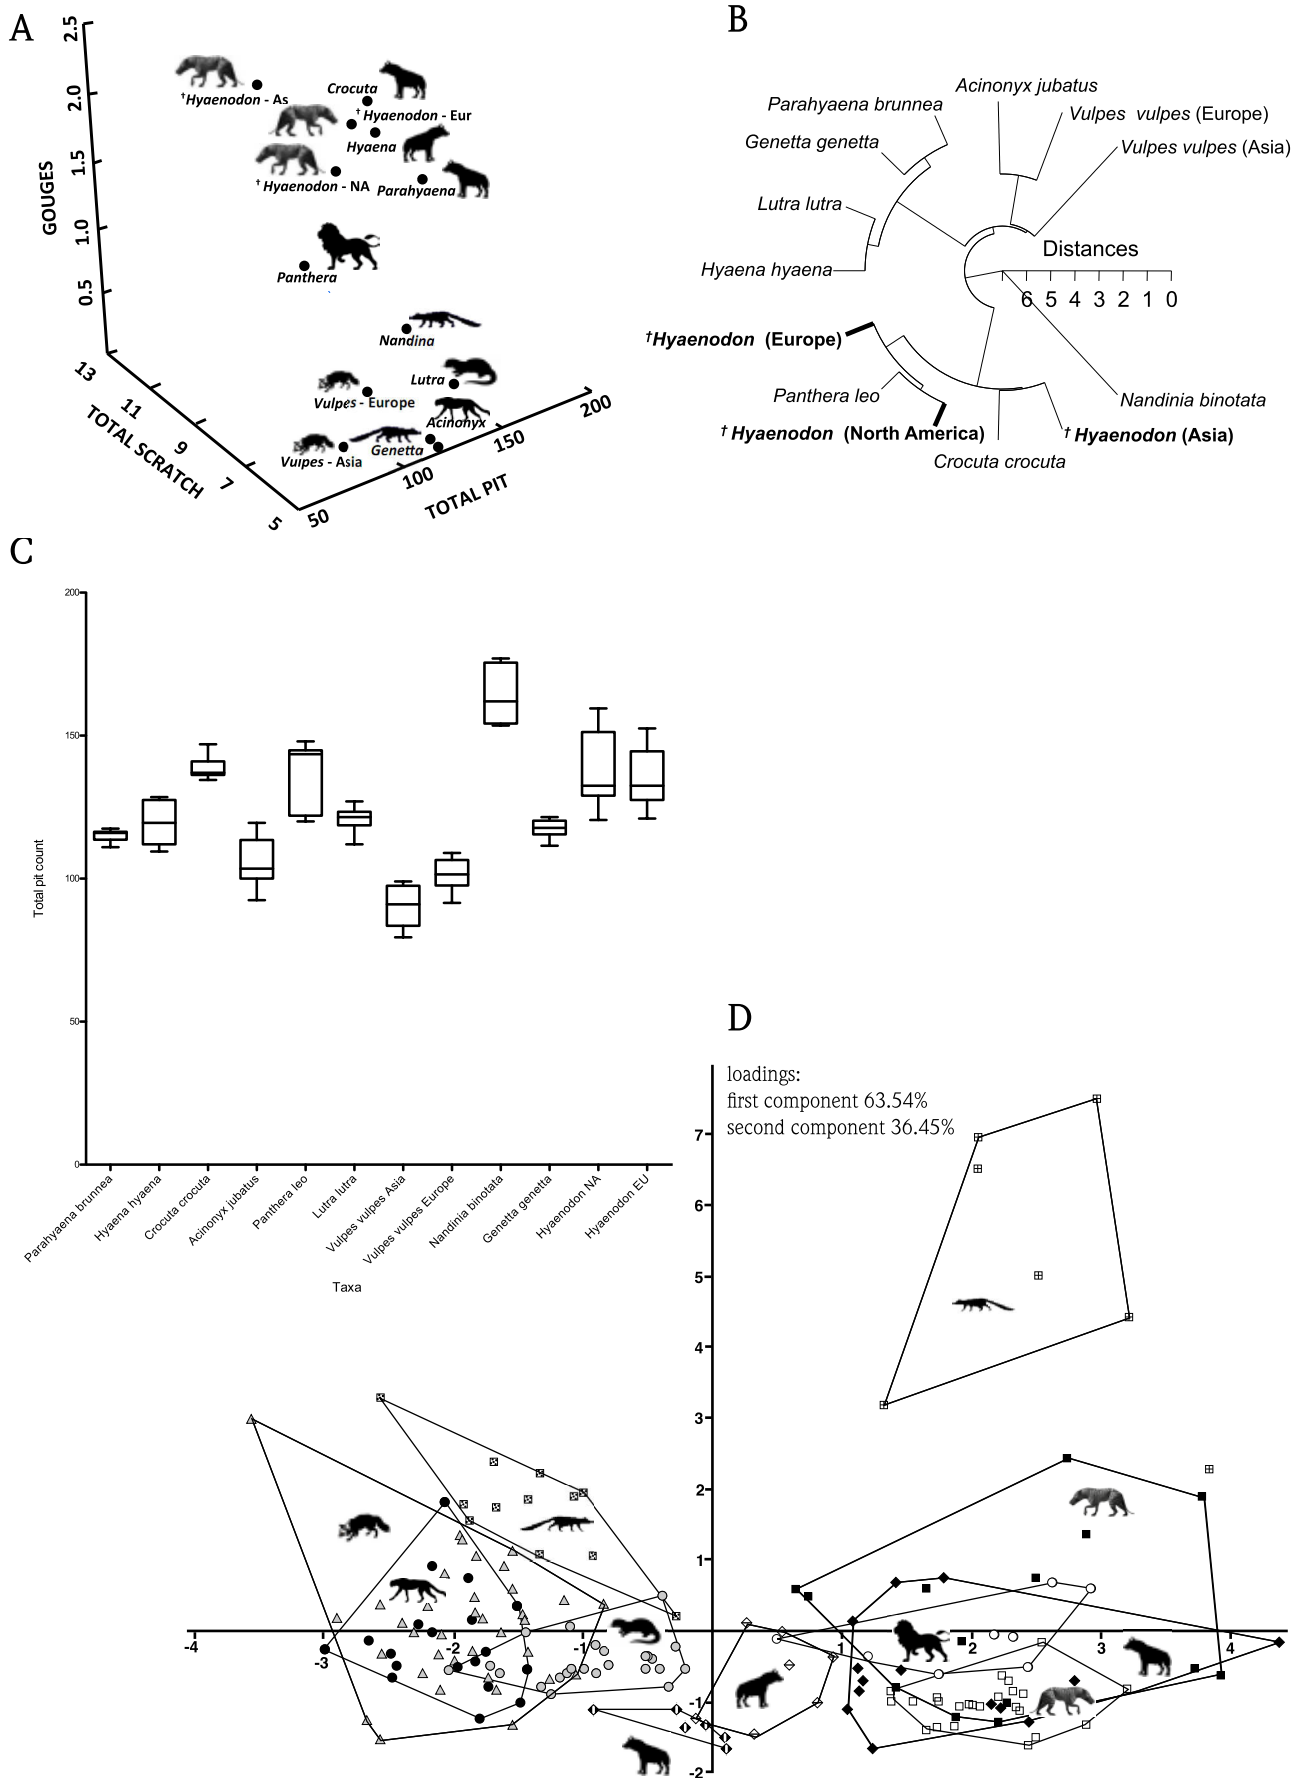 A
2.5
2.0
1.5
1.0
0.5
GOUGES
†Hyaenodon - As
Crocuta
†Hyaenodon - Eur
Hyaena
†Hyaenodon - NA
Parahyaena
Panthera
Nandina
Lutra
Vulpes - Europe
Acinonyx
Vulpes - Asia
Genetta
13
11
9
7
5
TOTAL SCRATCH
50
100
150
200
TOTAL PIT
B
Acinonyx jubatus
Parahyaena brunnea
Vulpes vulpes (Europe)
Genetta genetta
Vulpes vulpes (Asia)
Lutra lutra
Distances
Hyaena hyaena
6 5 4 3 2 1 0
†Hyaenodon (Europe)
Panthera leo
Nandinia binotata
†Hyaenodon (North America)
†Hyaenodon (Asia)
Crocuta crocuta
C
200
150
100
50
0
Total pit count
Parahyaena brunnea
Hyaena hyaena
Crocuta crocuta
Acinonyx jubatus
Panthera leo
Lutra lutra
Vulpes vulpes Asia
Vulpes vulpes Europe
Nandinia binotata
Genetta genetta
Hyaenodon NA
Hyaenodon EU
Taxa
D
loadings:
first component 63.54%
second component 36.45%
7
6
5
4
3
2
1
-4 -3 -2 -1 1 2 3 4
-1
-2